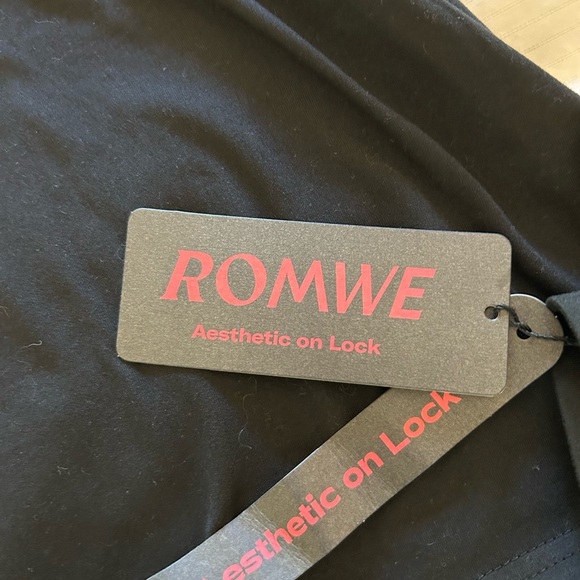 ROMWE
Aesthetic on Lock
esthetic on Lock